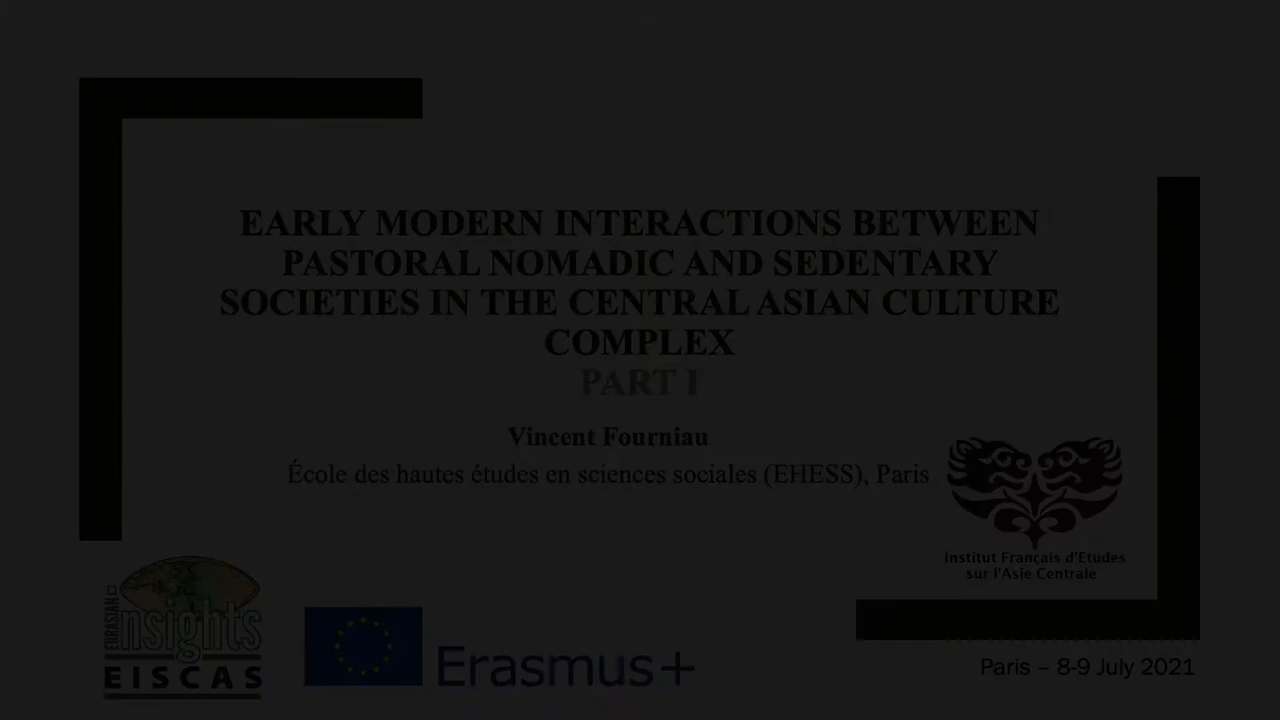 EARLY MODERN INTERACTIONS BETWEEN
PASTORAL NOMADIC AND SEDENTARY
SOCIETIES IN THE CENTRAL ASIAN CULTURE
COMPLEX
PART I
Vincent Fourniau
École des hautes études en sciences sociales (EHESS), Paris
Institut Français d'Etudes
sur l'Asie Centrale
EURASIAN
insights
EISCAS
Erasmus+
Paris – 8-9 July 2021